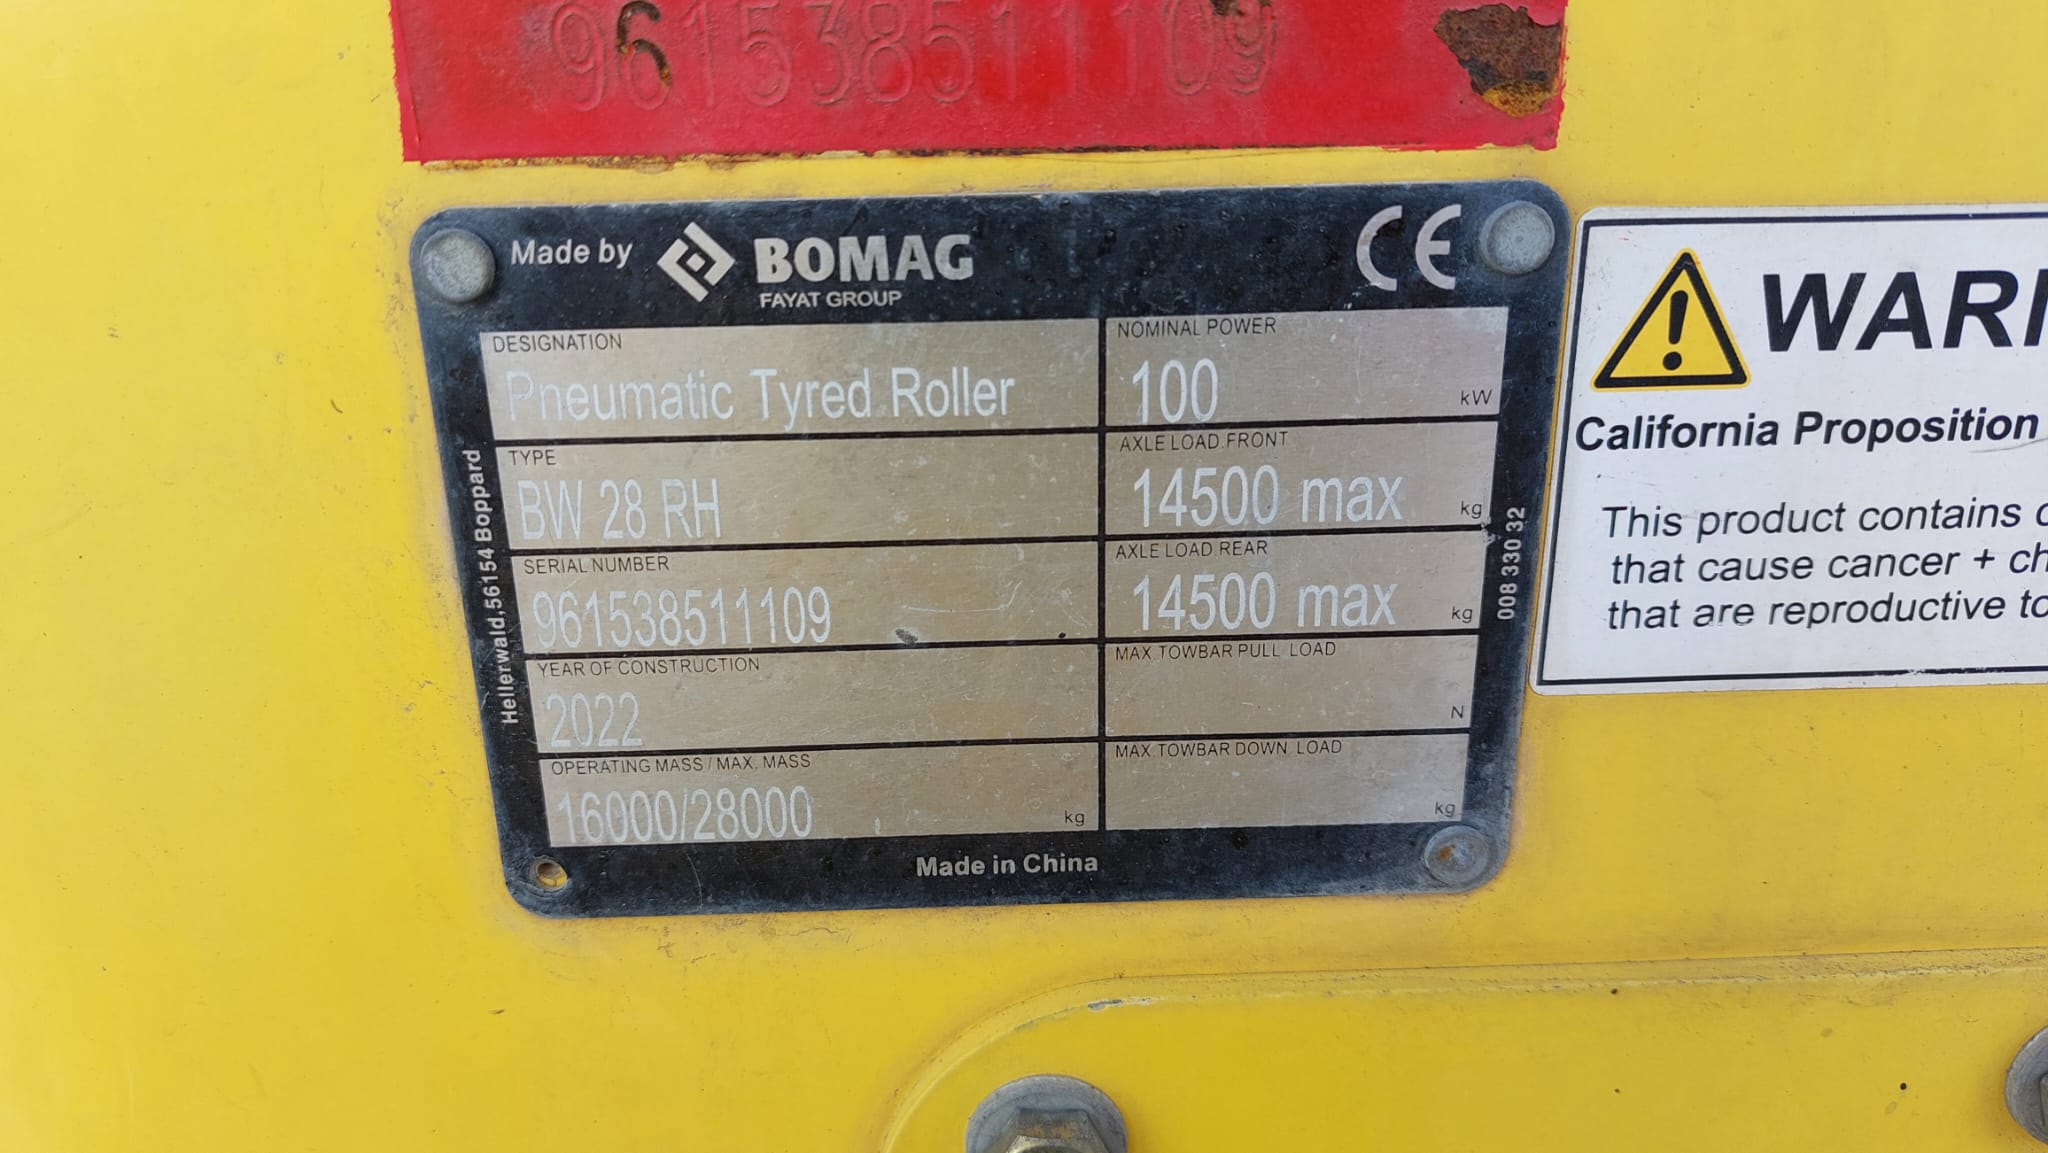 961538511109
Made by BOMAG
FAYAT GROUP
CE
DESIGNATION
Pneumatic Tyred Roller
NOMINAL POWER
100 kW
TYPE
BW 28 RH
AXLE LOAD FRONT
14500 max kg
SERIAL NUMBER
961538511109
AXLE LOAD REAR
14500 max kg
YEAR OF CONSTRUCTION
2022
MAX. TOWBAR PULL LOAD
N
OPERATING MASS / MAX. MASS
16000/28000 kg
MAX. TOWBAR DOWN LOAD
kg
Made in China
Hellerwald,56154 Boppard
008 330 32
California Proposition
This product contains
that cause cancer +
that are reproductive